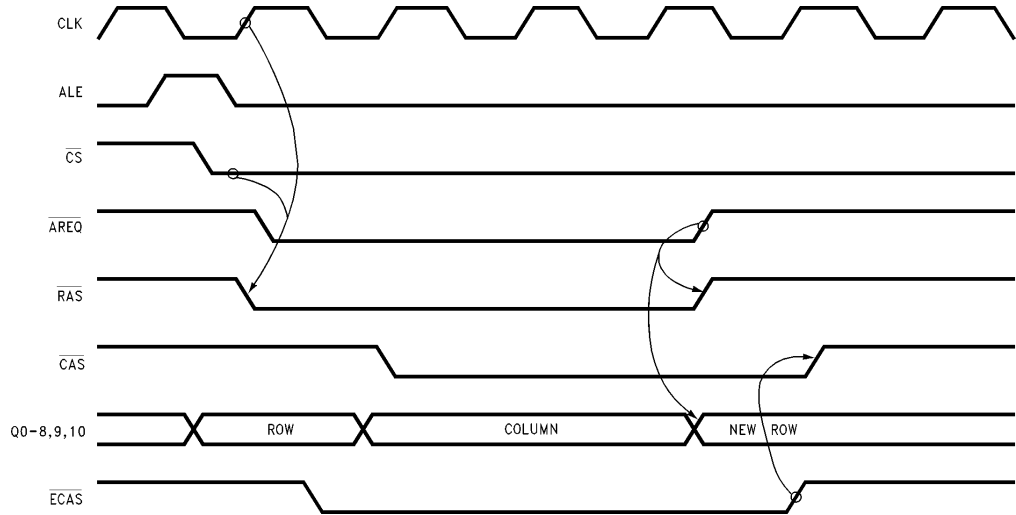 CLK
ALE
CS
AREQ
RAS
CAS
Q0-8,9,10 ROW COLUMN NEW ROW
ECAS